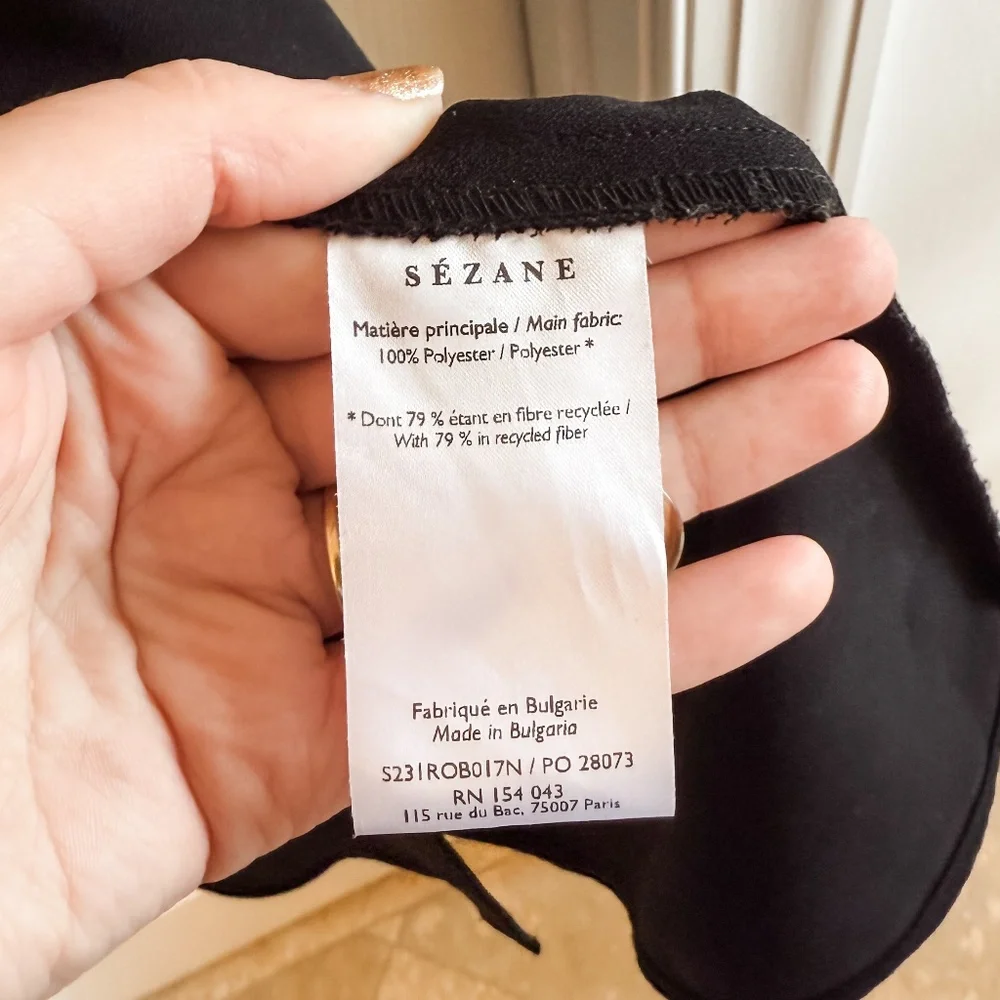 SÉZANE
Matière principale / Main fabric:
100% Polyester / Polyester *
* Dont 79 % étant en fibre recyclée /
With 79 % in recycled fiber
Fabriqué en Bulgarie
Made in Bulgaria
S231ROB017N / PO 28073
RN 154 043
115 rue du Bac, 75007 Paris